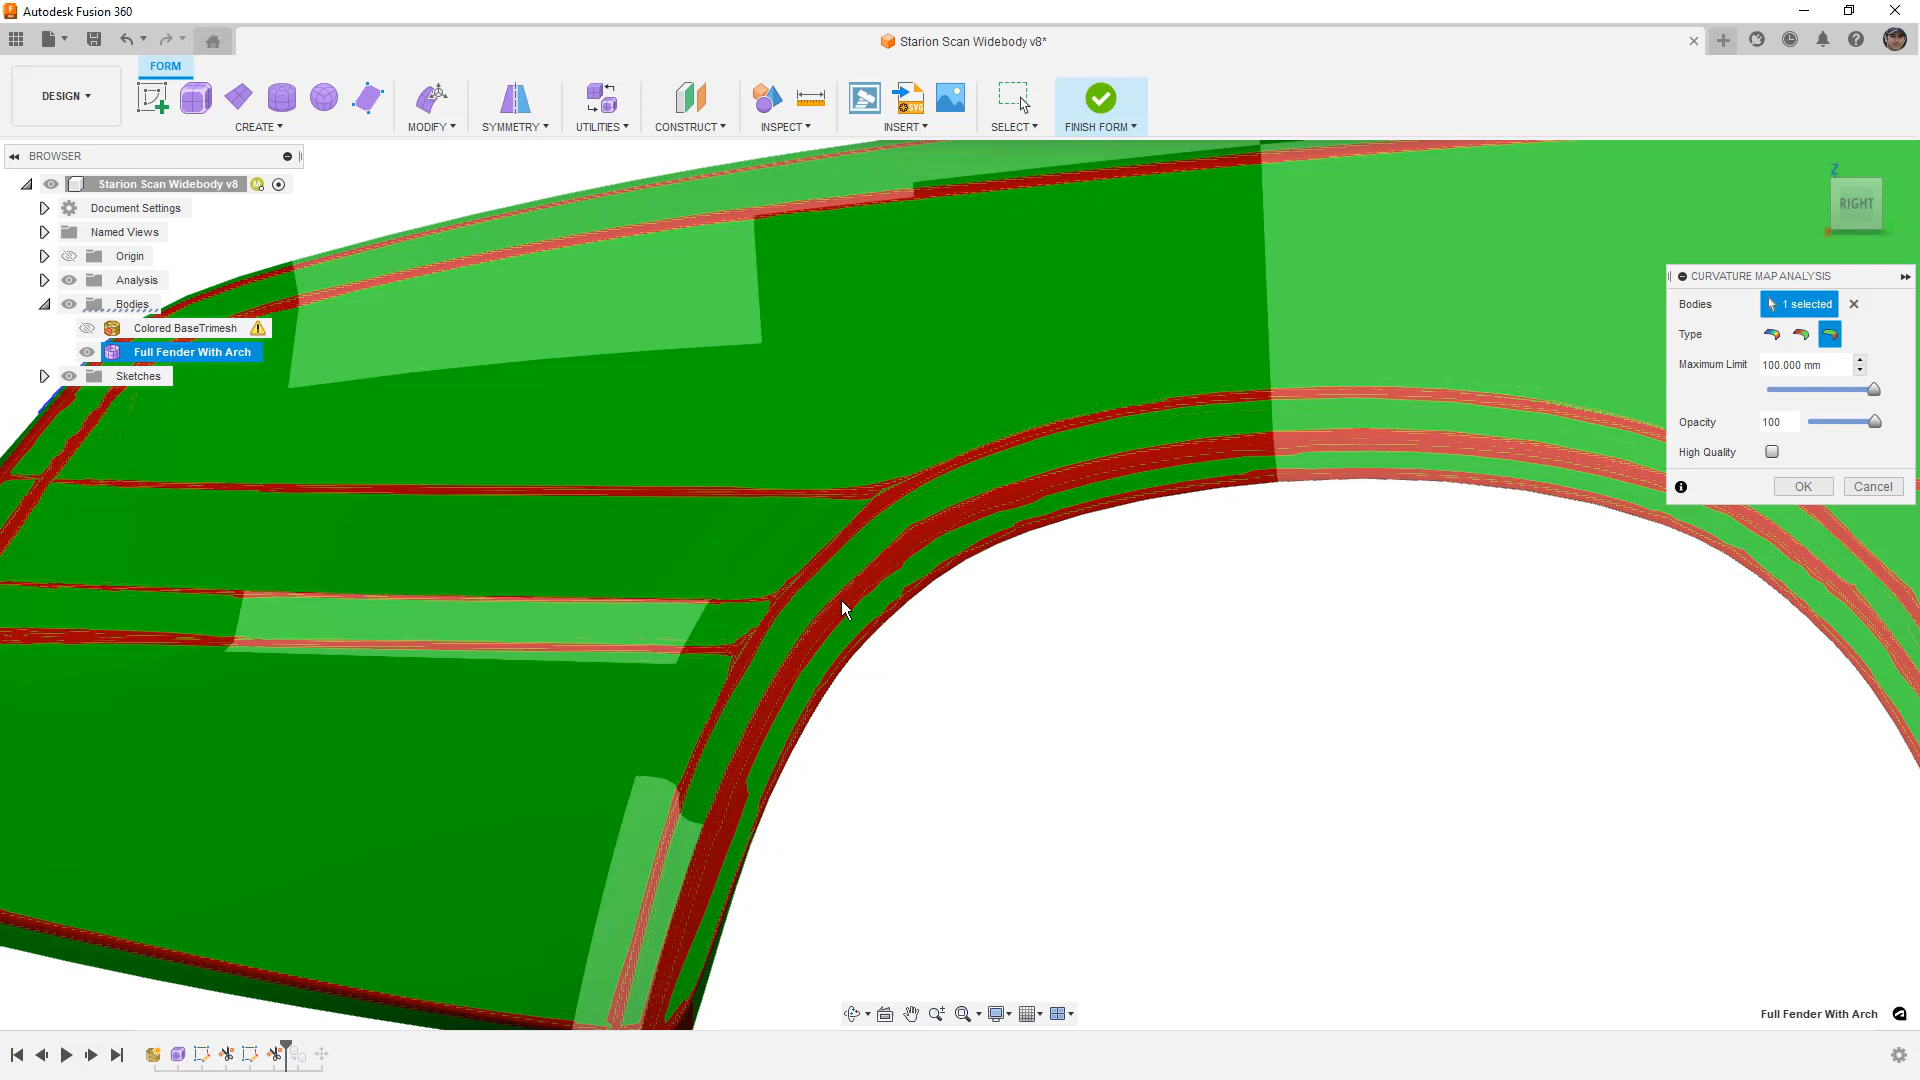 Autodesk Fusion 360
Starion Scan Widebody v8*
FORM
DESIGN
CREATE
MODIFY
SYMMETRY
UTILITIES
CONSTRUCT
INSPECT
SVG
INSERT
SELECT
FINISH FORM
BROWSER
Starion Scan Widebody v8
M
Document Settings
Named Views
Origin
Analysis
Bodies
Colored BaseTrimesh
Full Fender With Arch
Sketches
Z
RIGHT
X
CURVATURE MAP ANALYSIS
Bodies
1 selected
Type
Maximum Limit
100.000 mm
Opacity
100
High Quality
OK
Cancel
Full Fender With Arch